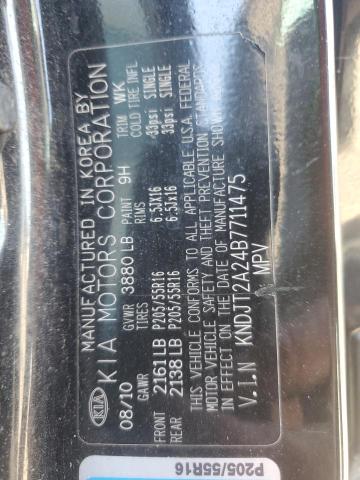 MANUFACTURED IN KOREA BY
KIA KIA MOTORS CORPORATION
08/10 GVWR 3880 LB PAINT 9H TRIM WK
GAWR TIRES RIMS COLD TIRE INFL
FRONT 2161LB P205/55R16 6.5JX16 33psi SINGLE
REAR 2138LB P205/55R16 6.5Jx16 33psi SINGLE
THIS VEHICLE CONFORMS TO ALL APPLICABLE U.S.A. FEDERAL
MOTOR VEHICLE SAFETY AND THEFT PREVENTION STANDARDS
IN EFFECT ON THE DATE OF MANUFACTURE SHOWN
V.I.N KNDJT2A24B7711475
MPV
P205/55R16